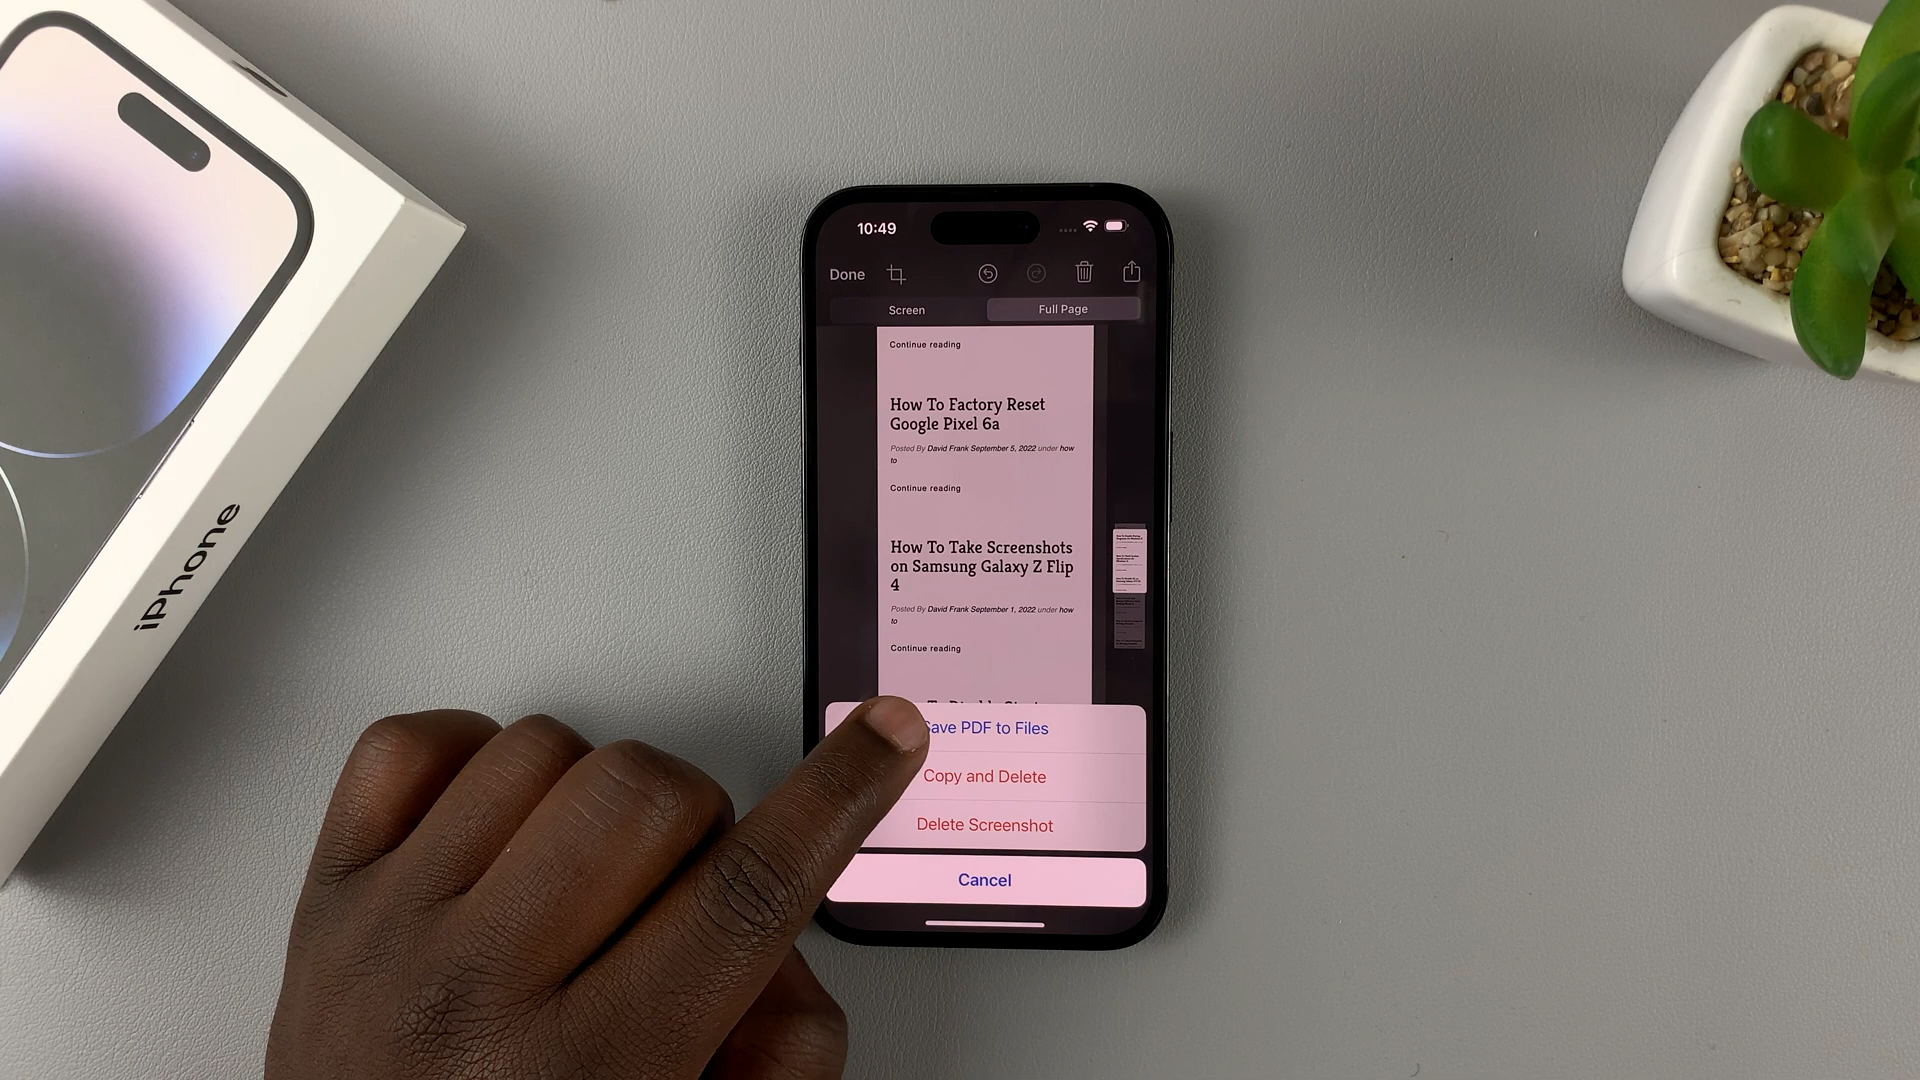 iPhone
10:49
Done
Screen
Full Page
Continue reading
How To Factory Reset
Google Pixel 6a
Posted By David Frank September 5, 2022 under how
to
Continue reading
How To Take Screenshots
on Samsung Galaxy Z Flip
4
Posted By David Frank September 1, 2022 under how
to
Continue reading
Save PDF to Files
Copy and Delete
Delete Screenshot
Cancel